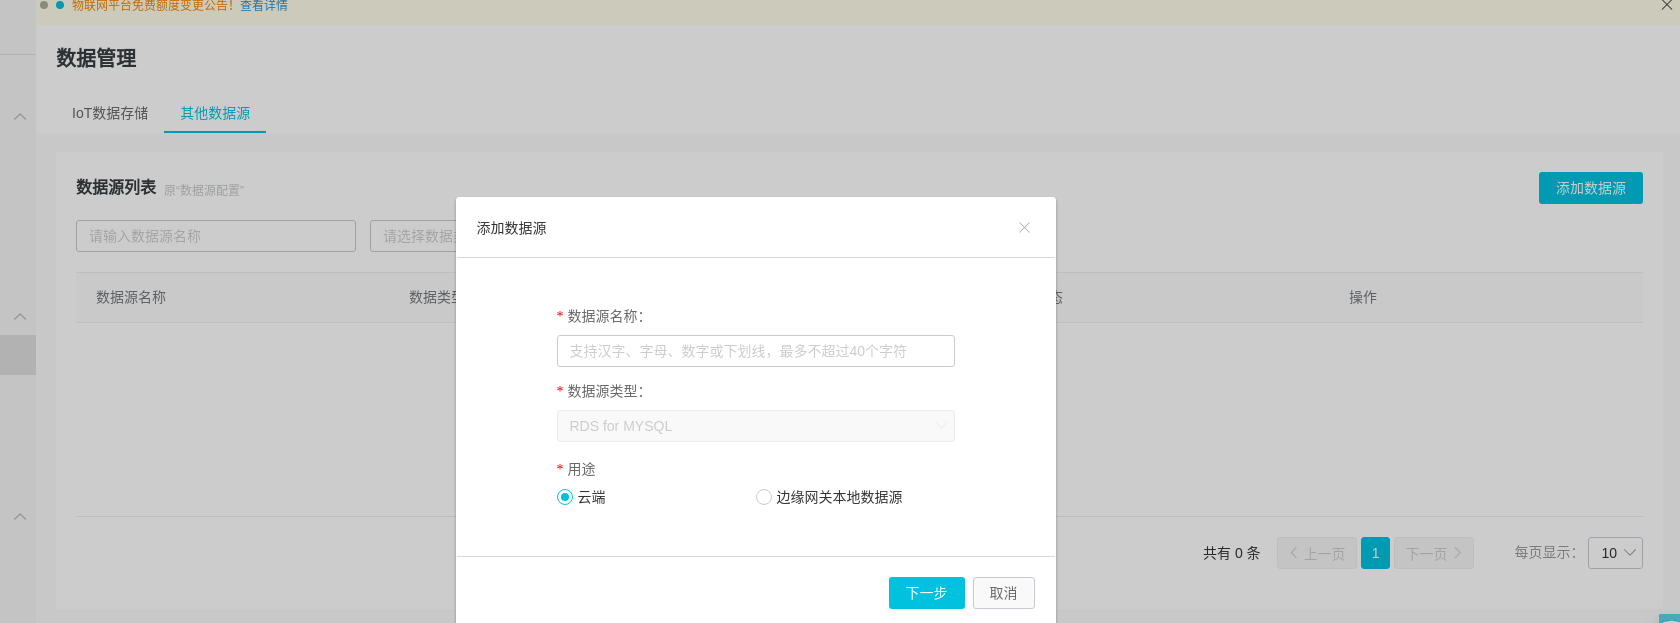 物联网平台免费额度变更公告！查看详情
数据管理
IoT数据存储 其他数据源
数据源列表 原“数据源配置” 添加数据源
请输入数据源名称 请选择数据
添加数据源
数据源名称 数据类 操作
* 数据源名称：
支持汉字、字母、数字或下划线，最多不超过40个字符
* 数据源类型：
RDS for MYSQL
* 用途
云端 边缘网关本地数据源
共有 0 条 上一页 1 下一页 每页显示： 10
下一步 取消